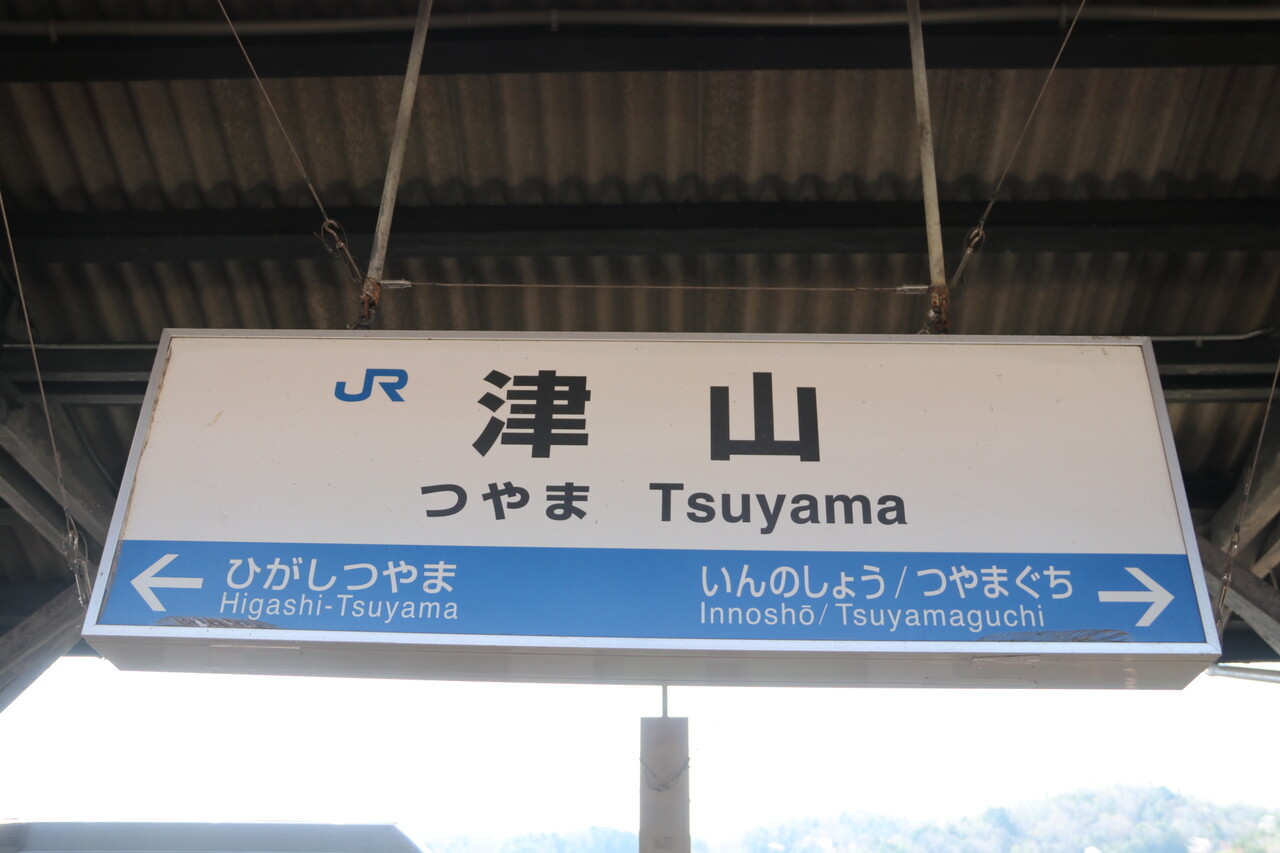 JR 津山
つやま Tsuyama
← ひがしつやま
Higashi-Tsuyama
いんのしょう/つやまぐち →
Innoshō/Tsuyamaguchi